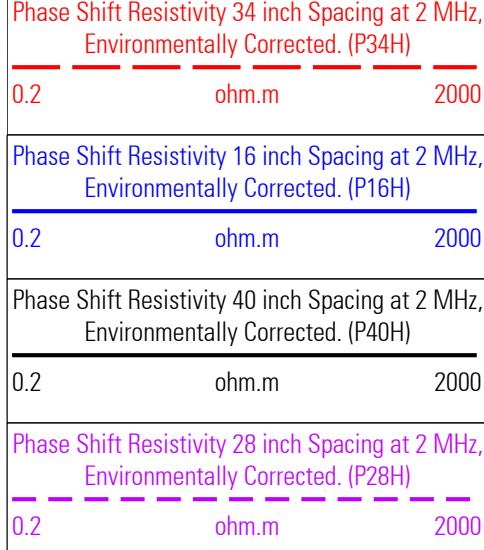 Phase Shift Resistivity 34 inch Spacing at 2 MHz,
Environmentally Corrected. (P34H)
0.2 ohm.m 2000
Phase Shift Resistivity 16 inch Spacing at 2 MHz,
Environmentally Corrected. (P16H)
0.2 ohm.m 2000
Phase Shift Resistivity 40 inch Spacing at 2 MHz,
Environmentally Corrected. (P40H)
0.2 ohm.m 2000
Phase Shift Resistivity 28 inch Spacing at 2 MHz,
Environmentally Corrected. (P28H)
0.2 ohm.m 2000